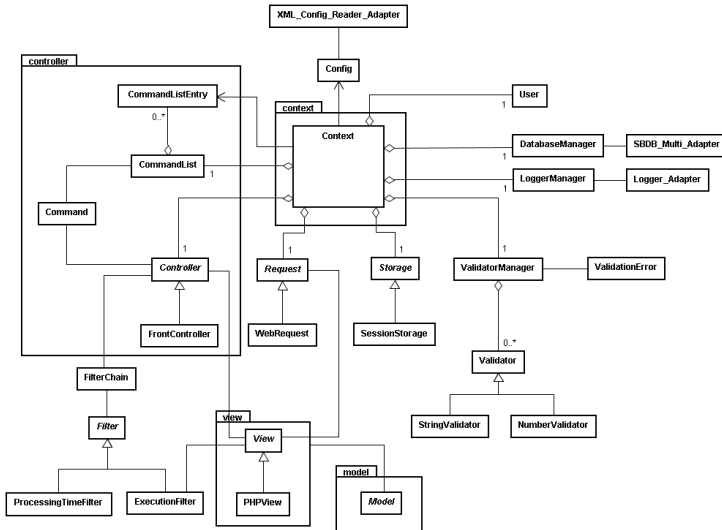 XML_Config_Reader_Adapter
controller
Config
CommandListEntry
User
context
1
0..*
Context
DatabaseManager
SBDB_Multi_Adapter
1
CommandList
1
LoggerManager
Logger_Adapter
1
Command
1
1
1
1
Controller
Request
Storage
ValidatorManager
ValidationError
FrontController
WebRequest
SessionStorage
0..*
Validator
FilterChain
view
Filter
StringValidator
NumberValidator
View
model
ProcessingTimeFilter
ExecutionFilter
PHPView
Model